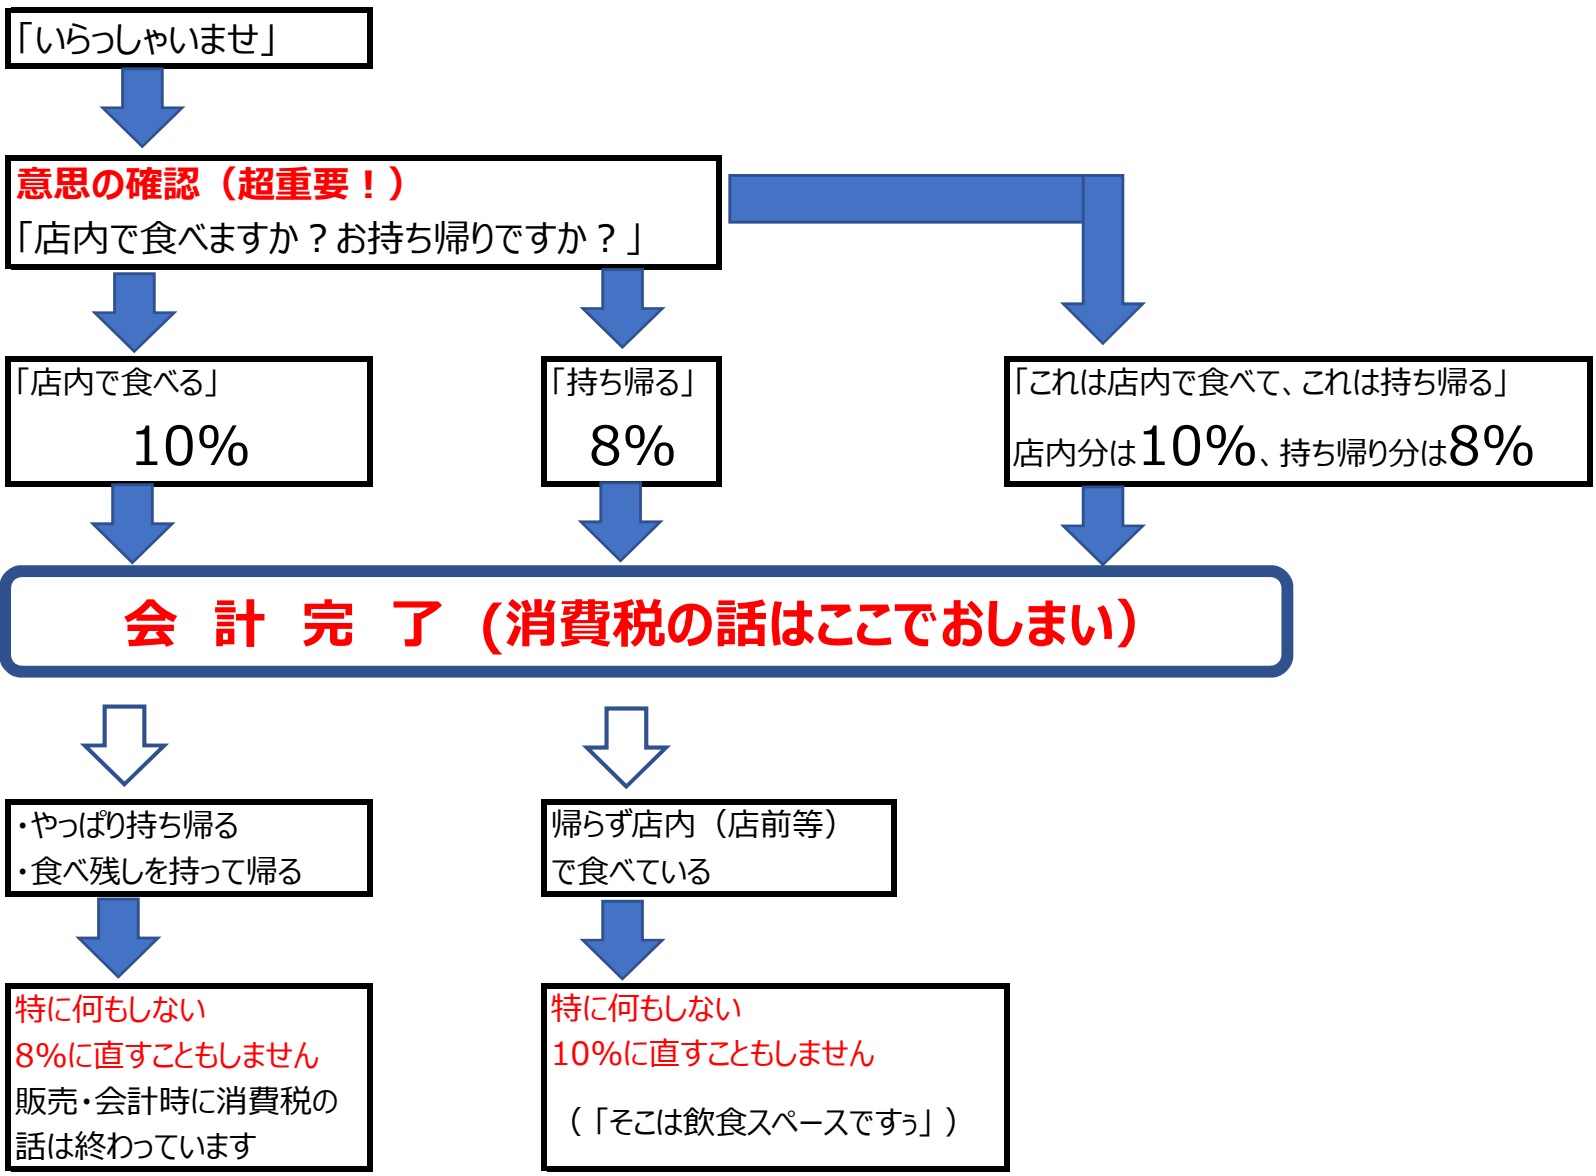 「いらっしゃいませ」
意思の確認（超重要！）
「店内で食べますか？お持ち帰りですか？」
「店内で食べる」
10%
「持ち帰る」
8%
「これは店内で食べて、これは持ち帰る」
店内分は10%、持ち帰り分は8%
会計完了(消費税の話はここでおしまい）
・やっぱり持ち帰る
・食べ残しを持って帰る
帰らず店内（店前等）
で食べている
特に何もしない
8%に直すこともしません
販売・会計時に消費税の
話は終わっています
特に何もしない
10%に直すこともしません
（「そこは飲食スペースですぅ」）